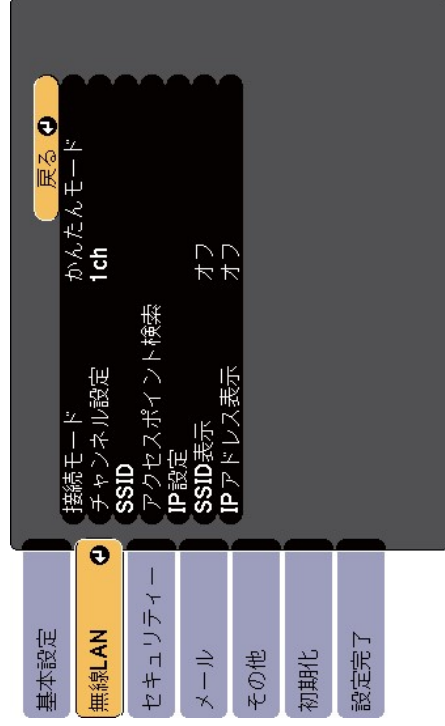 基本設定
無線LAN
セキュリティー
メール
その他
初期化
設定完了
戻る
接続モード かんたんモード
チャンネル設定 1ch
SSID
アクセスポイント検索
IP設定
SSID表示 オフ
IPアドレス表示 オフ